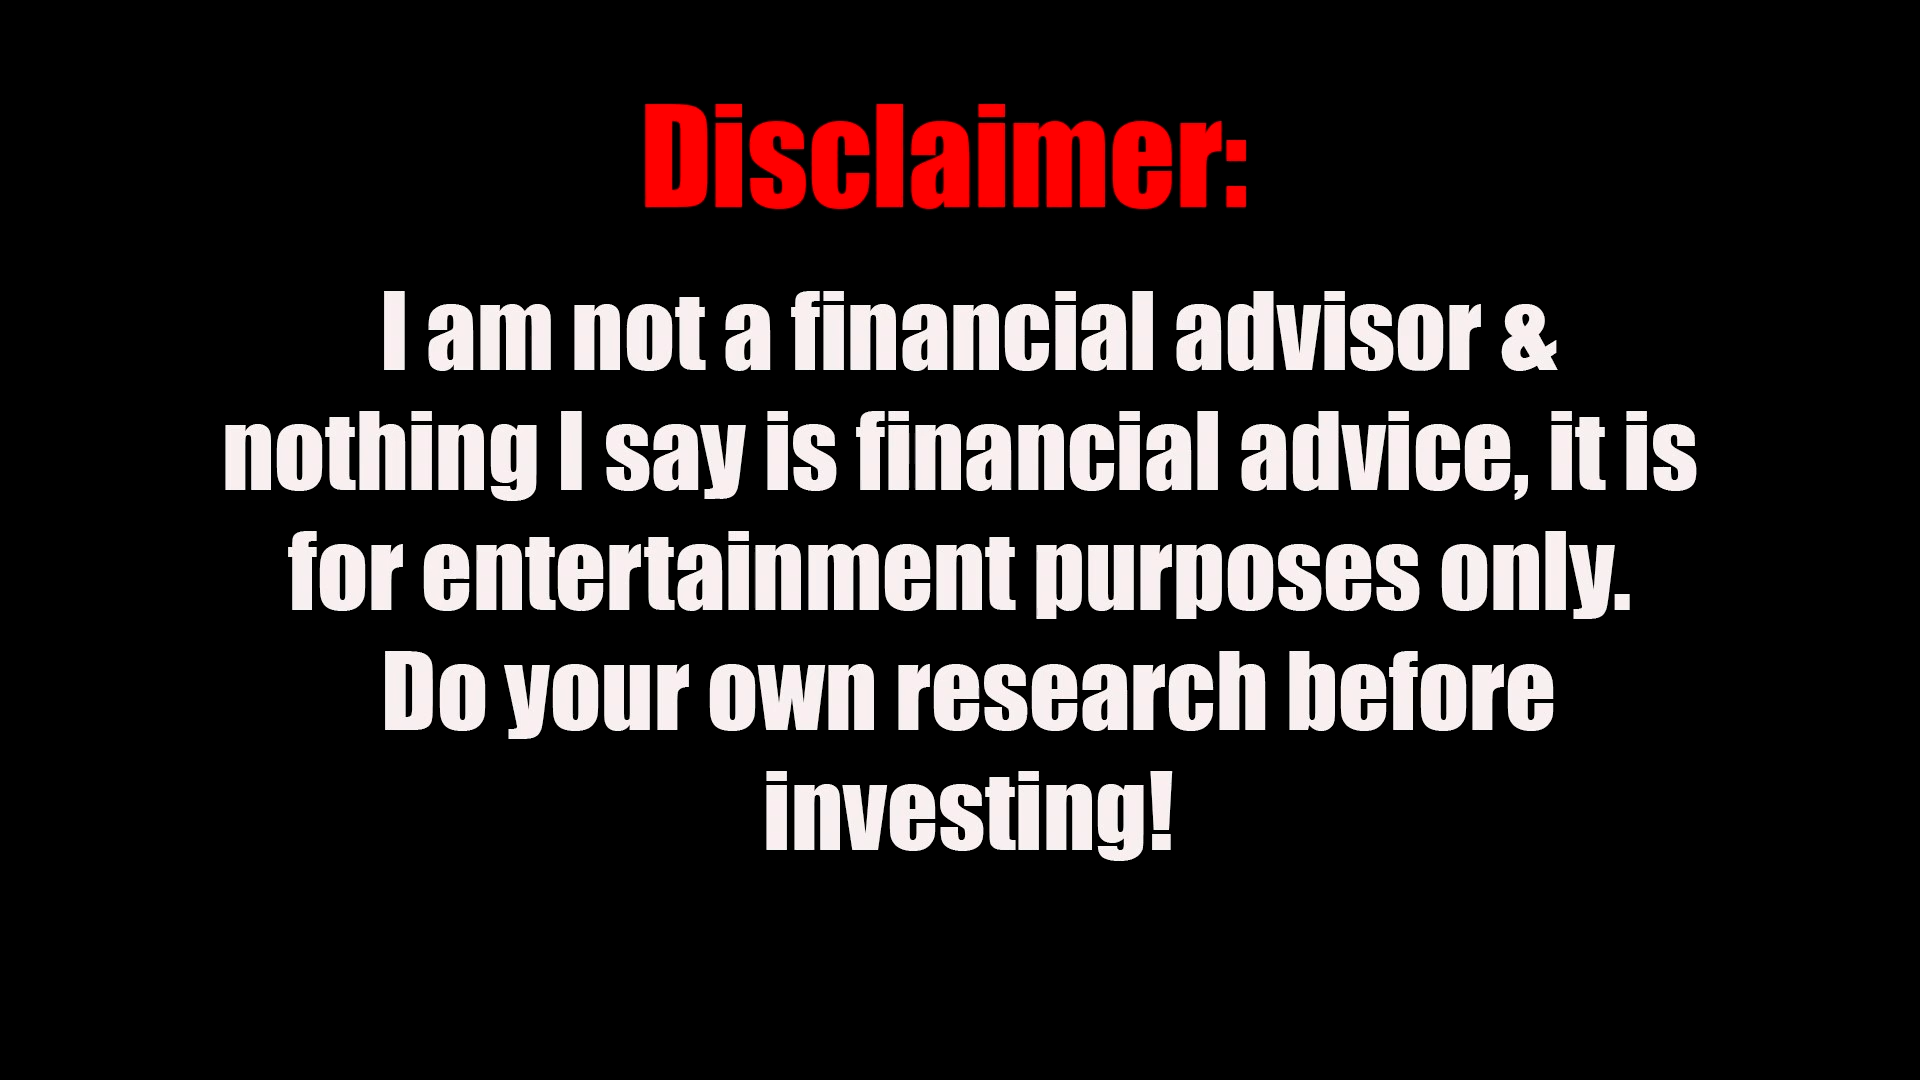 Disclaimer:
I am not a financial advisor &
nothing I say is financial advice, it is
for entertainment purposes only.
Do your own research before
investing!